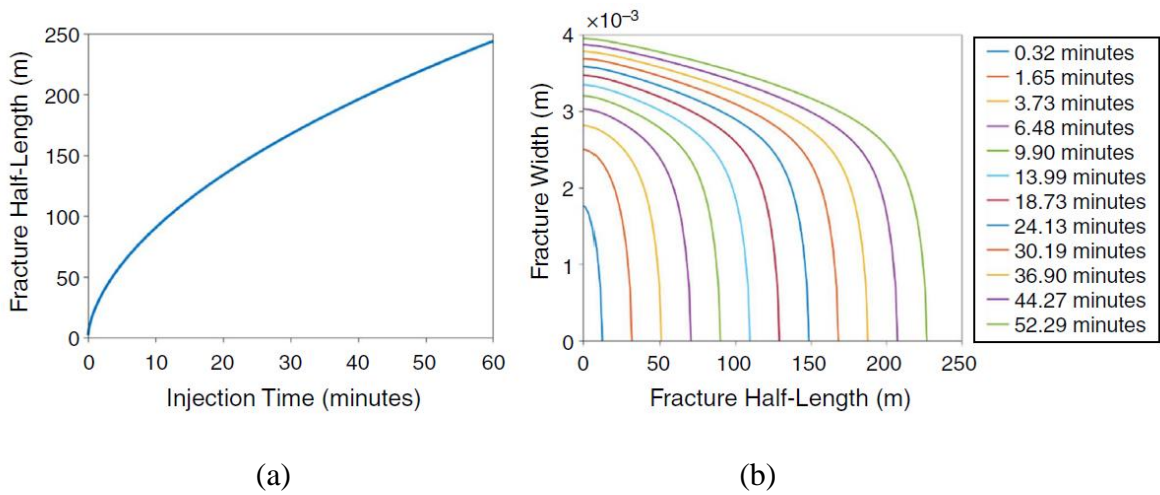 250
200
150
100
50
0
Fracture Half-Length (m)
0 10 20 30 40 50 60
Injection Time (minutes)
(a)
×10⁻³
4
3
2
1
0
Fracture Width (m)
0 50 100 150 200 250
Fracture Half-Length (m)
(b)
0.32 minutes
1.65 minutes
3.73 minutes
6.48 minutes
9.90 minutes
13.99 minutes
18.73 minutes
24.13 minutes
30.19 minutes
36.90 minutes
44.27 minutes
52.29 minutes